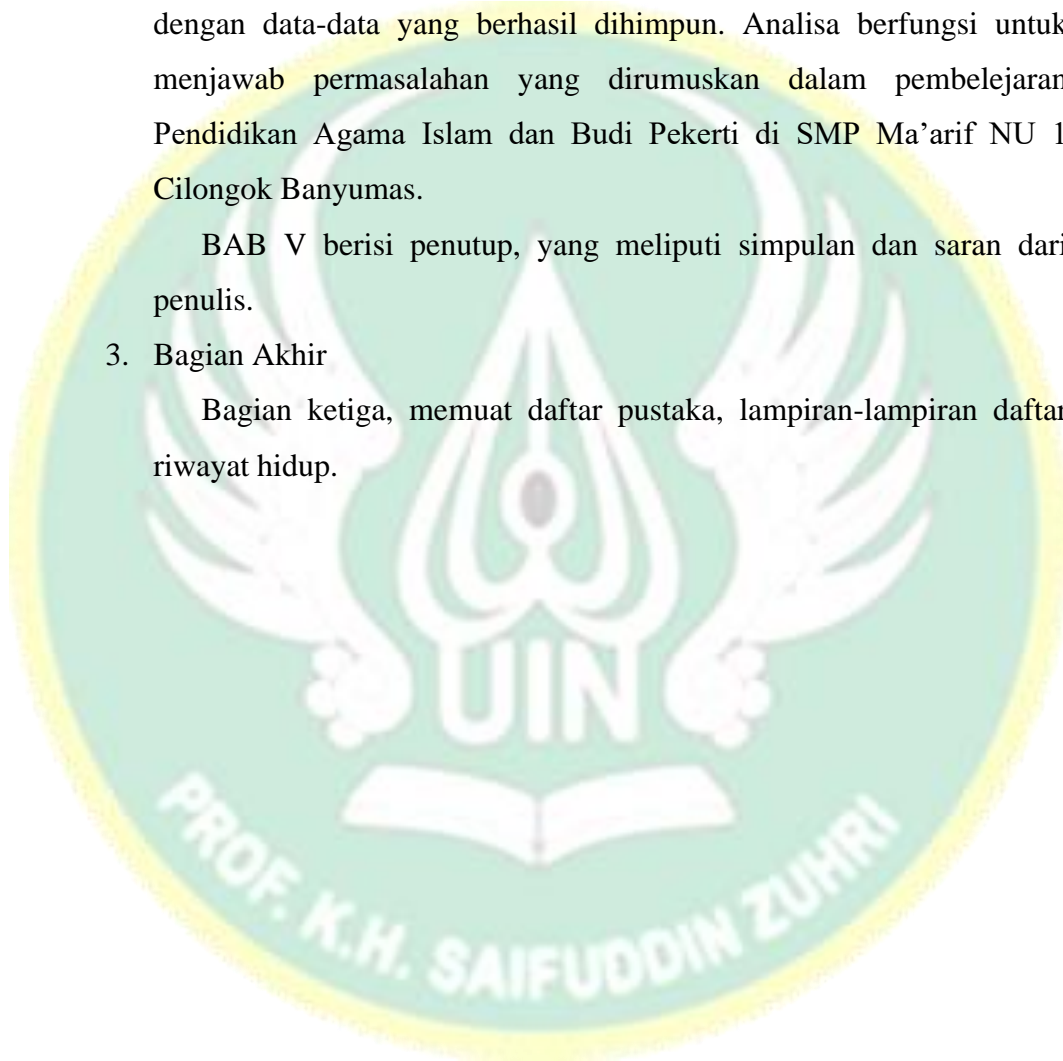 dengan data-data yang berhasil dihimpun. Analisa berfungsi untuk
menjawab permasalahan yang dirumuskan dalam pembelejaran
Pendidikan Agama Islam dan Budi Pekerti di SMP Ma’arif NU 1
Cilongok Banyumas.
BAB V berisi penutup, yang meliputi simpulan dan saran dari
penulis.
3. Bagian Akhir
Bagian ketiga, memuat daftar pustaka, lampiran-lampiran daftar
riwayat hidup.
UIN
PROF. K.H. SAIFUDDIN ZUHRI